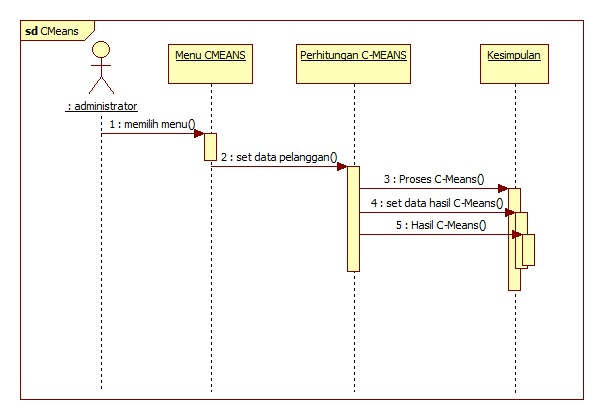 sd CMeans
Menu CMEANS
Perhitungan C-MEANS
Kesimpulan
: administrator
1 : memilih menu()
2 : set data pelanggan()
3 : Proses C-Means()
4 : set data hasil C-Means()
5 : Hasil C-Means()